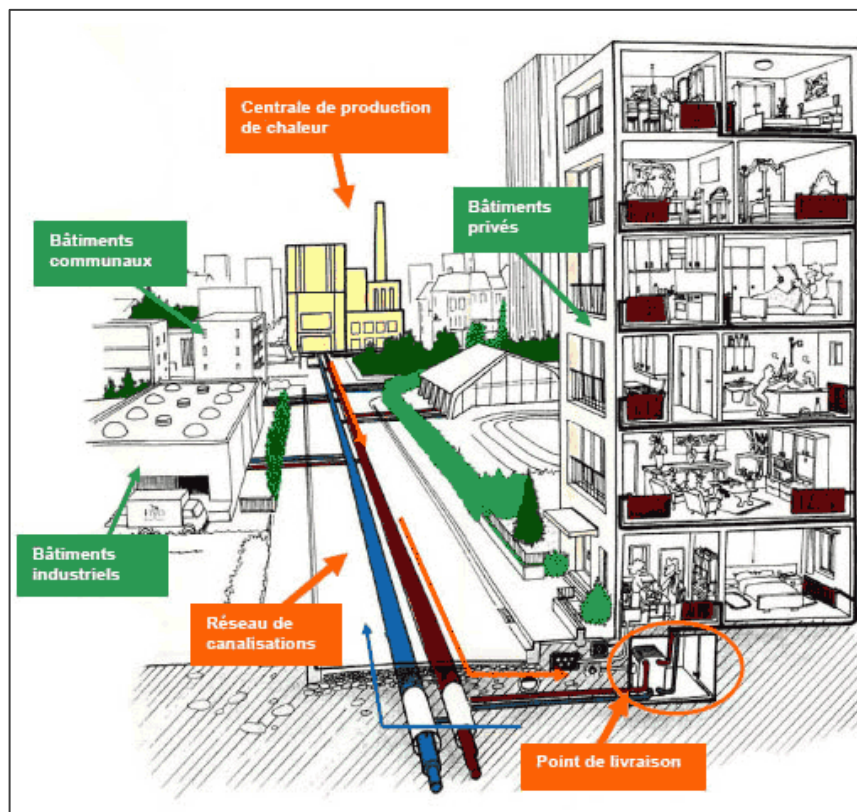 Centrale de production
de chaleur
Bâtiments
communaux
Bâtiments
privés
Bâtiments
industriels
Réseau de
canalisations
Point de livraison